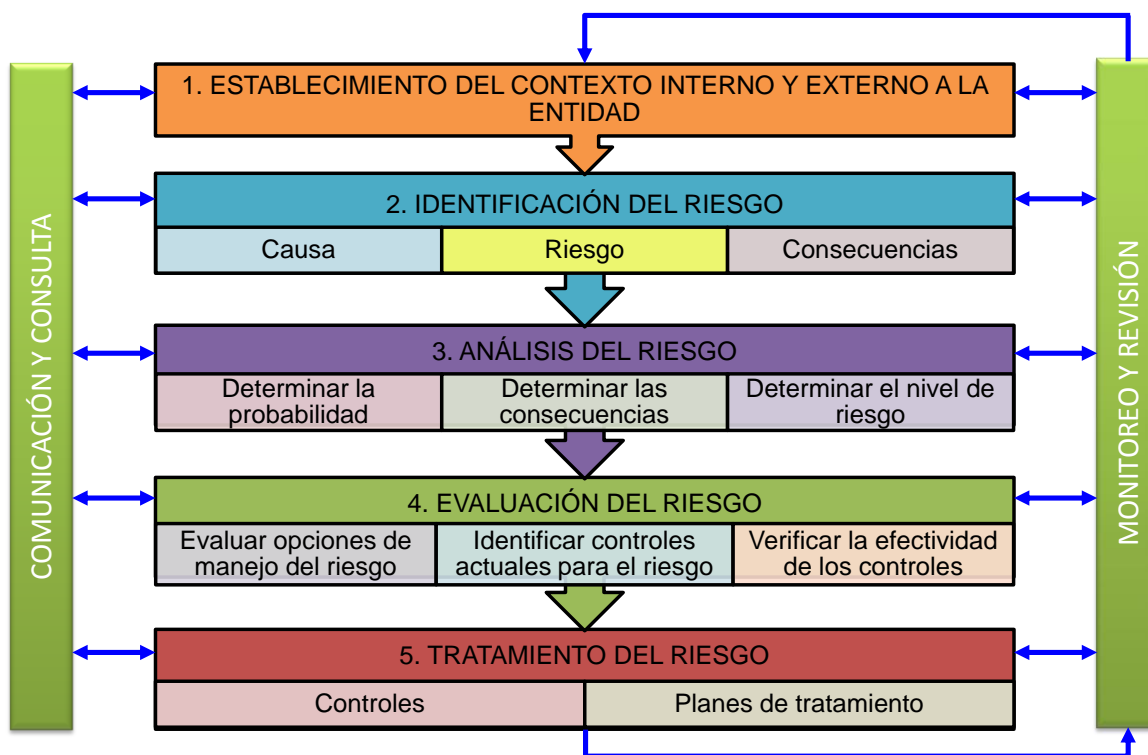 COMUNICACIÓN Y CONSULTA
1. ESTABLECIMIENTO DEL CONTEXTO INTERNO Y EXTERNO A LA
ENTIDAD
2. IDENTIFICACIÓN DEL RIESGO
Causa
Riesgo
Consecuencias
3. ANÁLISIS DEL RIESGO
Determinar la
probabilidad
Determinar las
consecuencias
Determinar el nivel de
riesgo
4. EVALUACIÓN DEL RIESGO
Evaluar opciones de
manejo del riesgo
Identificar controles
actuales para el riesgo
Verificar la efectividad
de los controles
5. TRATAMIENTO DEL RIESGO
Controles
Planes de tratamiento
MONITOREO Y REVISIÓN